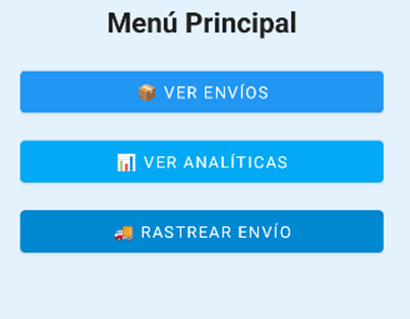 Menú Principal
📦 VER ENVÍOS
📊 VER ANALÍTICAS
🚚 RASTREAR ENVÍO